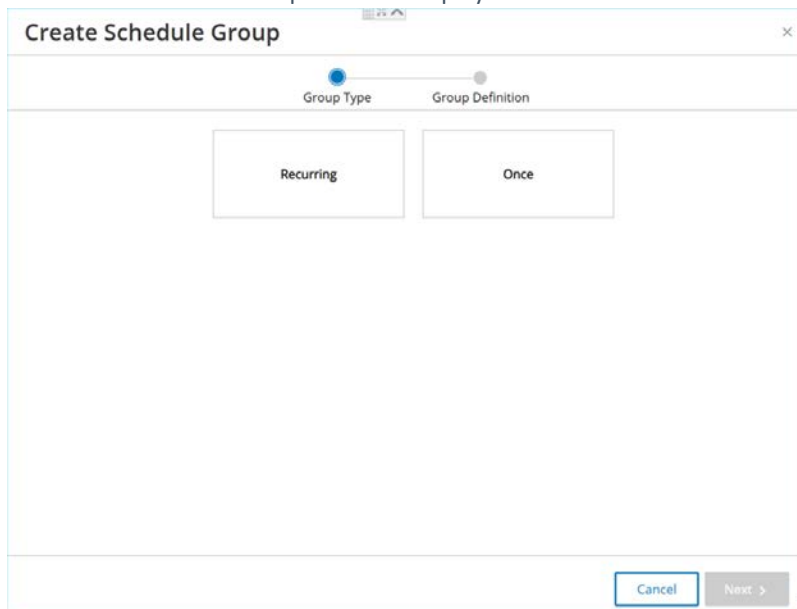 Create Schedule Group
Group Type Group Definition
Recurring Once
Cancel Next